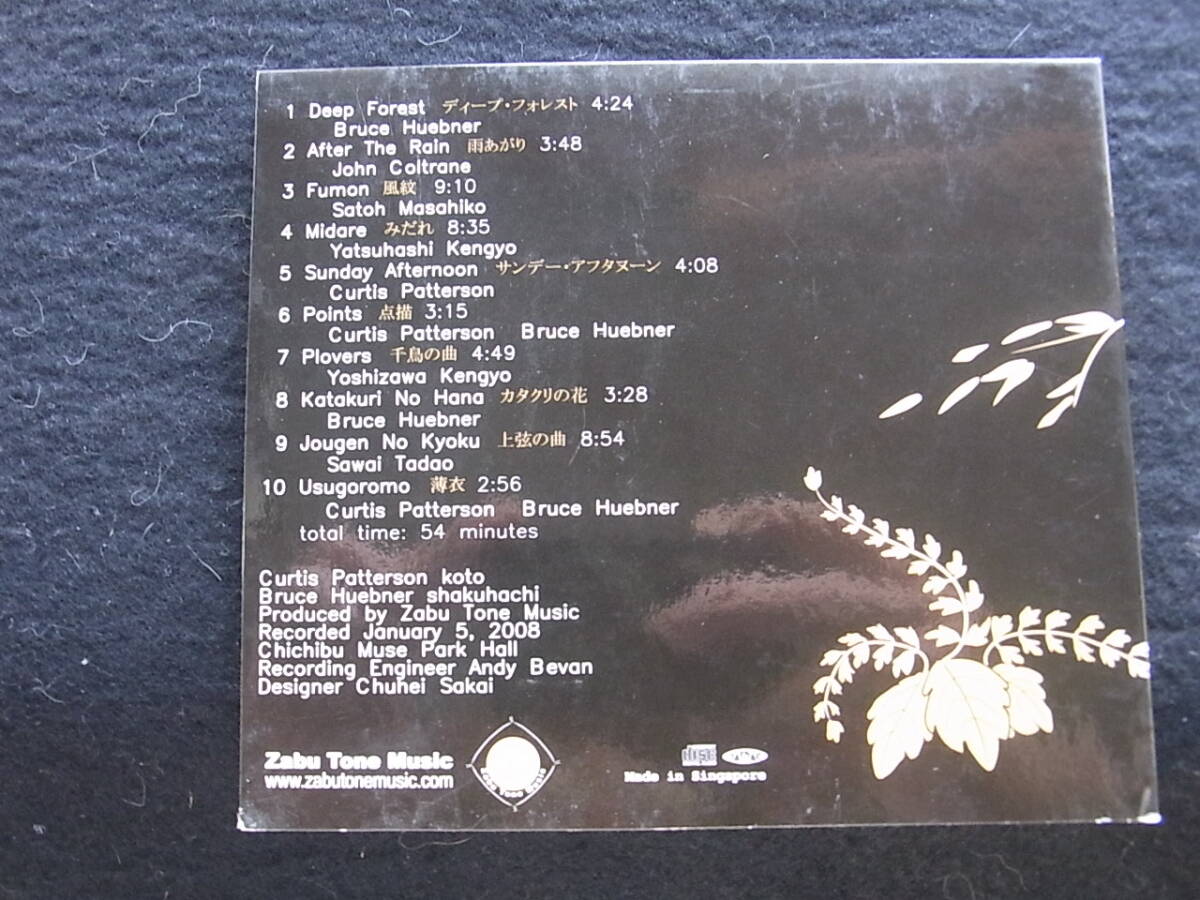 1 Deep Forest ディープ・フォレスト 4:24
Bruce Huebner
2 After The Rain 雨あがり 3:48
John Coltrane
3 Fumon 風紋 9:10
Satoh Masahiko
4 Midare みだれ 8:35
Yatsuhashi Kengyo
5 Sunday Afternoon サンデー・アフタヌーン 4:08
Curtis Patterson
6 Points 点描 3:15
Curtis Patterson Bruce Huebner
7 Plovers 千鳥の曲 4:49
Yoshizawa Kengyo
8 Katakuri No Hana カタクリの花 3:28
Bruce Huebner
9 Jougen No Kyoku 上弦の曲 8:54
Sawai Tadao
10 Usugoromo 薄衣 2:56
Curtis Patterson Bruce Huebner
total time: 54 minutes
Curtis Patterson koto
Bruce Huebner shakuhachi
Produced by Zabu Tone Music
Recorded January 5, 2008
Chichibu Muse Park Hall
Recording Engineer Andy Bevan
Designer Chuhei Sakai
Zabu Tone Music
www.zabutonemusic.com
Zabu Tone Music
disc
Made in Singapore